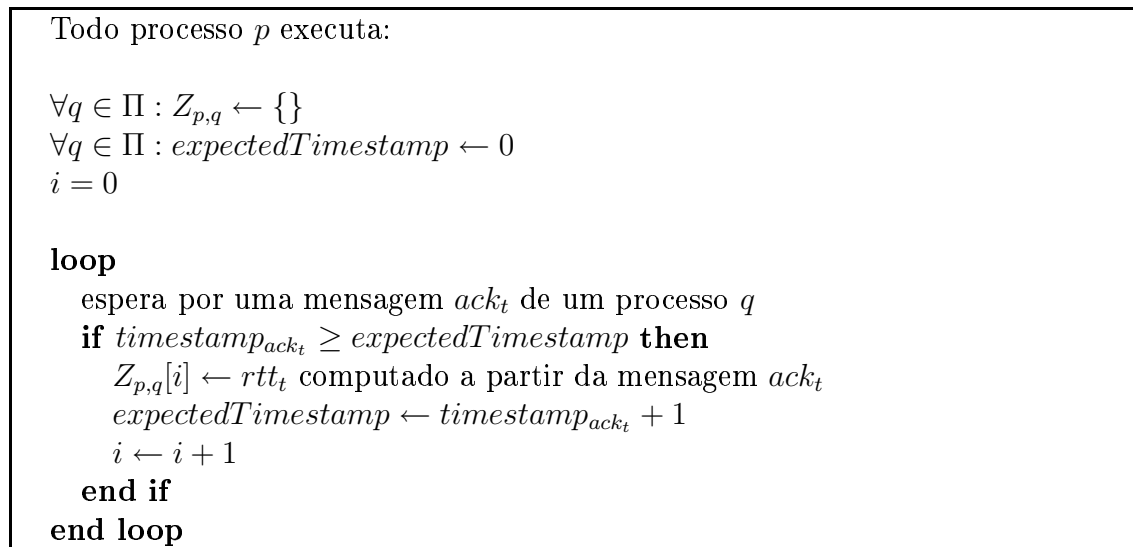 Todo processo p executa:
∀q ∈ Π : Z_{p,q} ← {}
∀q ∈ Π : expectedTimestamp ← 0
i = 0
loop
espera por uma mensagem ack_t de um processo q
if timestamp_{ack_t} ≥ expectedTimestamp then
Z_{p,q}[i] ← rtt_t computado a partir da mensagem ack_t
expectedTimestamp ← timestamp_{ack_t} + 1
i ← i + 1
end if
end loop